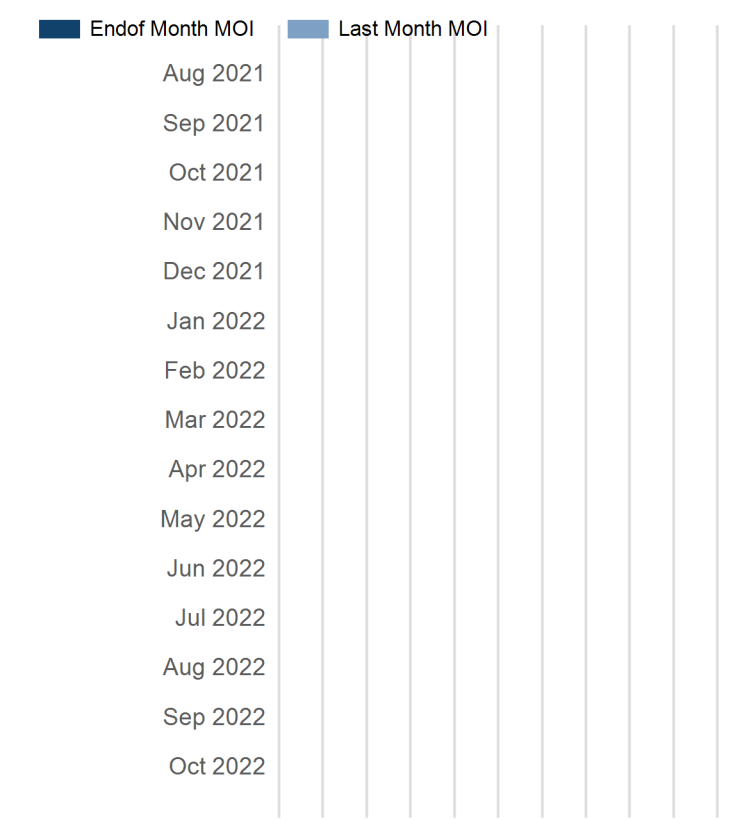 Endof Month MOI Last Month MOI
Aug 2021
Sep 2021
Oct 2021
Nov 2021
Dec 2021
Jan 2022
Feb 2022
Mar 2022
Apr 2022
May 2022
Jun 2022
Jul 2022
Aug 2022
Sep 2022
Oct 2022